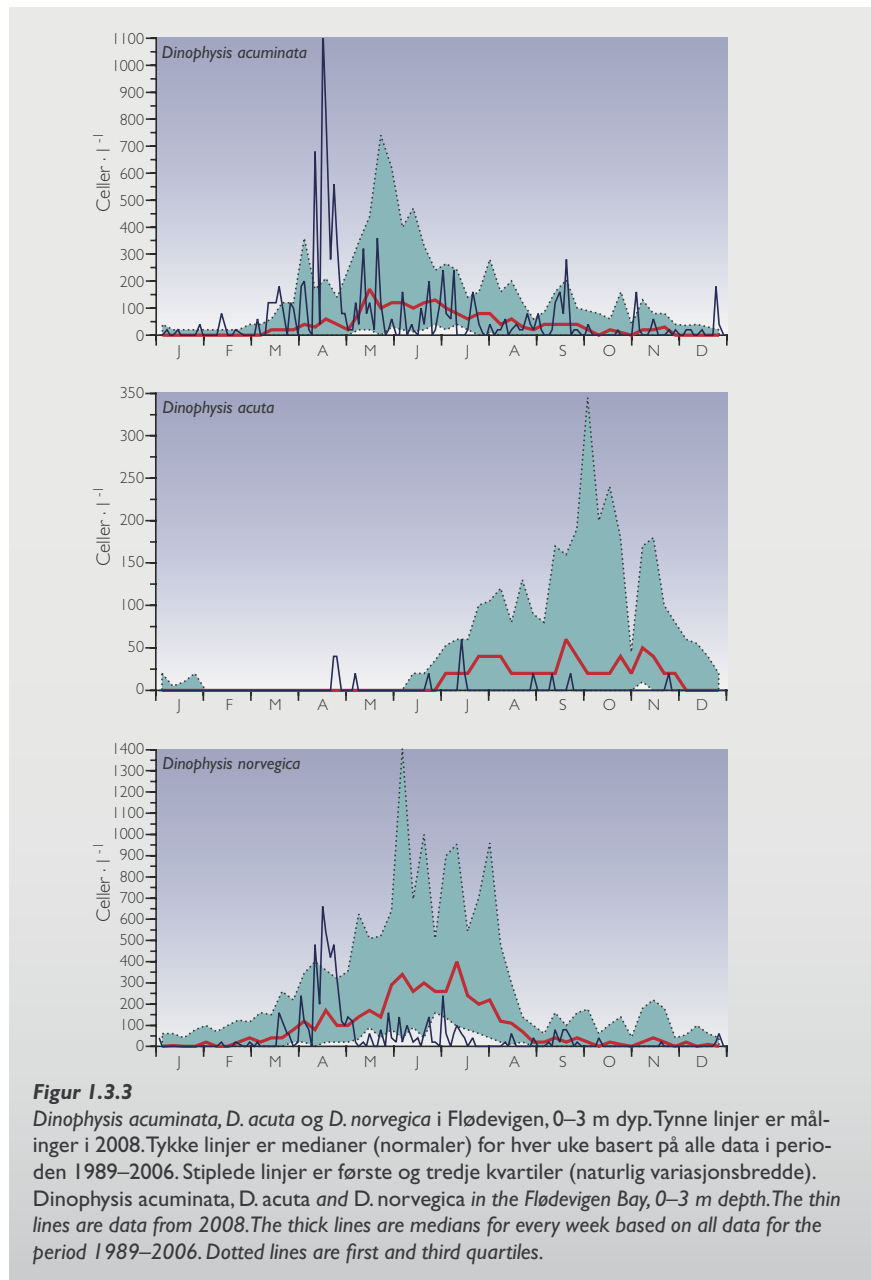 Dinophysis acuminata
1100
1000
900
800
700
600
500
400
300
200
100
0
Celler · l⁻¹
J F M A M J J A S O N D
Dinophysis acuta
350
300
250
200
150
100
50
0
Celler · l⁻¹
J F M A M J J A S O N D
Dinophysis norvegica
1400
1300
1200
1100
1000
900
800
700
600
500
400
300
200
100
0
Celler · l⁻¹
J F M A M J J A S O N D
Figur 1.3.3
Dinophysis acuminata, D. acuta og D. norvegica i Flødevigen, 0–3 m dyp. Tynne linjer er mål-
inger i 2008. Tykke linjer er medianer (normaler) for hver uke basert på alle data i perio-
den 1989–2006. Stiplede linjer er første og tredje kvartiler (naturlig variasjonsbredde).
Dinophysis acuminata, D. acuta and D. norvegica in the Flødevigen Bay, 0–3 m depth. The thin
lines are data from 2008. The thick lines are medians for every week based on all data for the
period 1989–2006. Dotted lines are first and third quartiles.